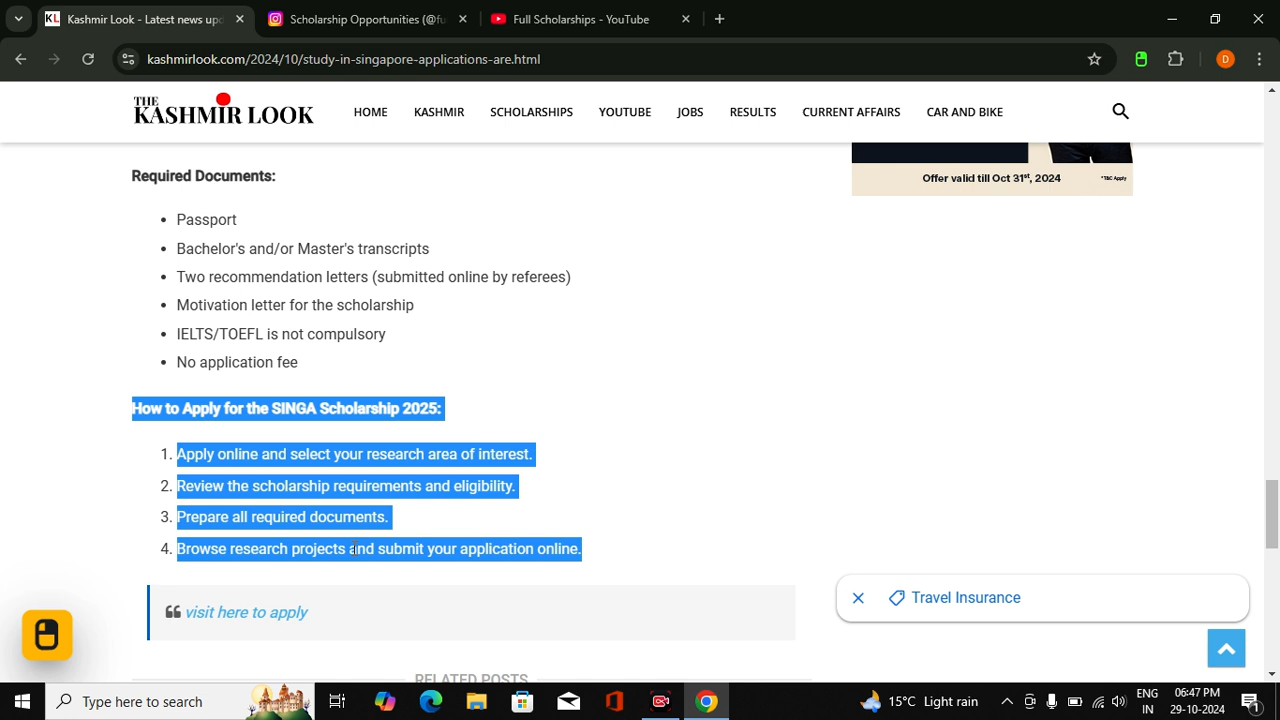 Kashmir Look - Latest news upd
Scholarship Opportunities (@fu
Full Scholarships - YouTube
kashmirlook.com/2024/10/study-in-singapore-applications-are.html
D
THE
KASHMIR LOOK
HOME
KASHMIR
SCHOLARSHIPS
YOUTUBE
JOBS
RESULTS
CURRENT AFFAIRS
CAR AND BIKE
Offer valid till Oct 31st, 2024
*T&C Apply
Required Documents:
• Passport
• Bachelor's and/or Master's transcripts
• Two recommendation letters (submitted online by referees)
• Motivation letter for the scholarship
• IELTS/TOEFL is not compulsory
• No application fee
How to Apply for the SINGA Scholarship 2025:
1. Apply online and select your research area of interest.
2. Review the scholarship requirements and eligibility.
3. Prepare all required documents.
4. Browse research projects and submit your application online.
visit here to apply
Travel Insurance
RELATED POSTS
Type here to search
15°C Light rain
ENG
IN
06:47 PM
29-10-2024
1